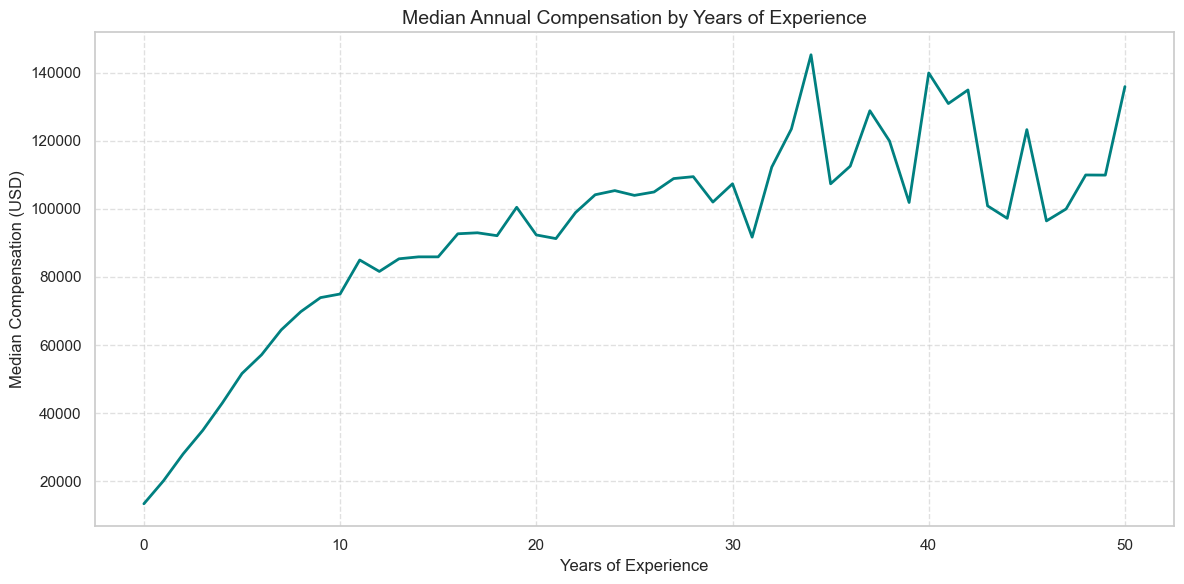 Median Annual Compensation by Years of Experience
Median Compensation (USD)
140000
120000
100000
80000
60000
40000
20000
0 10 20 30 40 50
Years of Experience